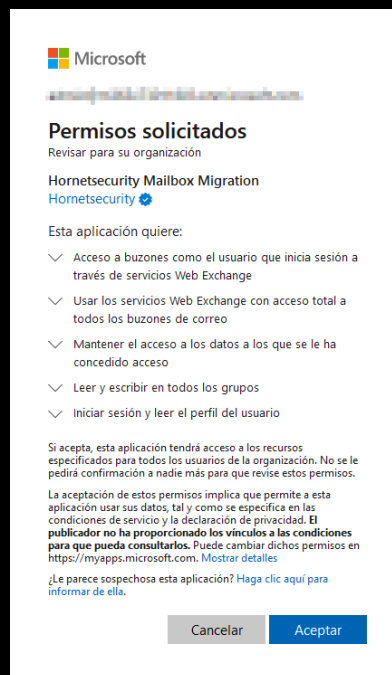 Microsoft
Permisos solicitados
Revisar para su organización
Hornetsecurity Mailbox Migration
Hornetsecurity
Esta aplicación quiere:
Acceso a buzones como el usuario que inicia sesión a
través de servicios Web Exchange
Usar los servicios Web Exchange con acceso total a
todos los buzones de correo
Mantener el acceso a los datos a los que se le ha
concedido acceso
Leer y escribir en todos los grupos
Iniciar sesión y leer el perfil del usuario
Si acepta, esta aplicación tendrá acceso a los recursos
especificados para todos los usuarios de la organización. No se le
pedirá confirmación a nadie más para que revise estos permisos.
La aceptación de estos permisos implica que permite a esta
aplicación usar sus datos, tal y como se especifica en las
condiciones de servicio y la declaración de privacidad. El
publicador no ha proporcionado los vínculos a las condiciones
para que pueda consultarlos. Puede cambiar dichos permisos en
https://myapps.microsoft.com. Mostrar detalles
¿Le parece sospechosa esta aplicación? Haga clic aquí para
informar de ella.
Cancelar
Aceptar